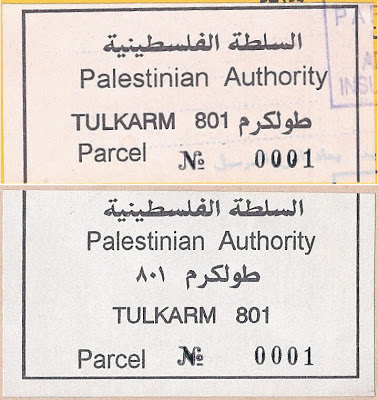 السلطة الفلسطينية
Palestinian Authority
TULKARM 801 طولكرم
Parcel № 0001
السلطة الفلسطينية
Palestinian Authority
طولكرم ٨٠١
TULKARM 801
Parcel № 0001